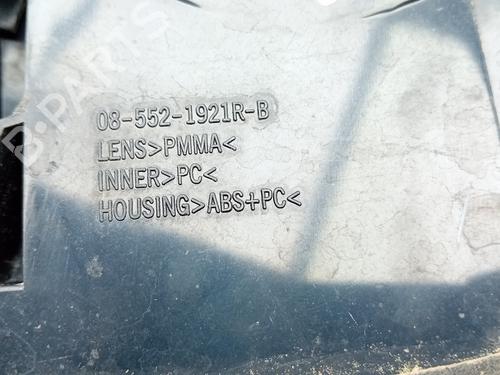 B-PARTS
08-552-1921R-B
LENS>PMMA<
INNER>PC<
HOUSING>ABS+PC<